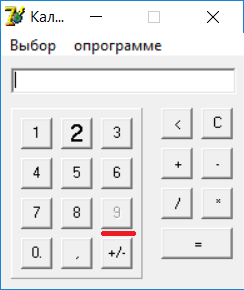 Кал...
Выбор опрограмме
1 2 3 < C
4 5 6 + -
7 8 9 / *
0. , +/- =